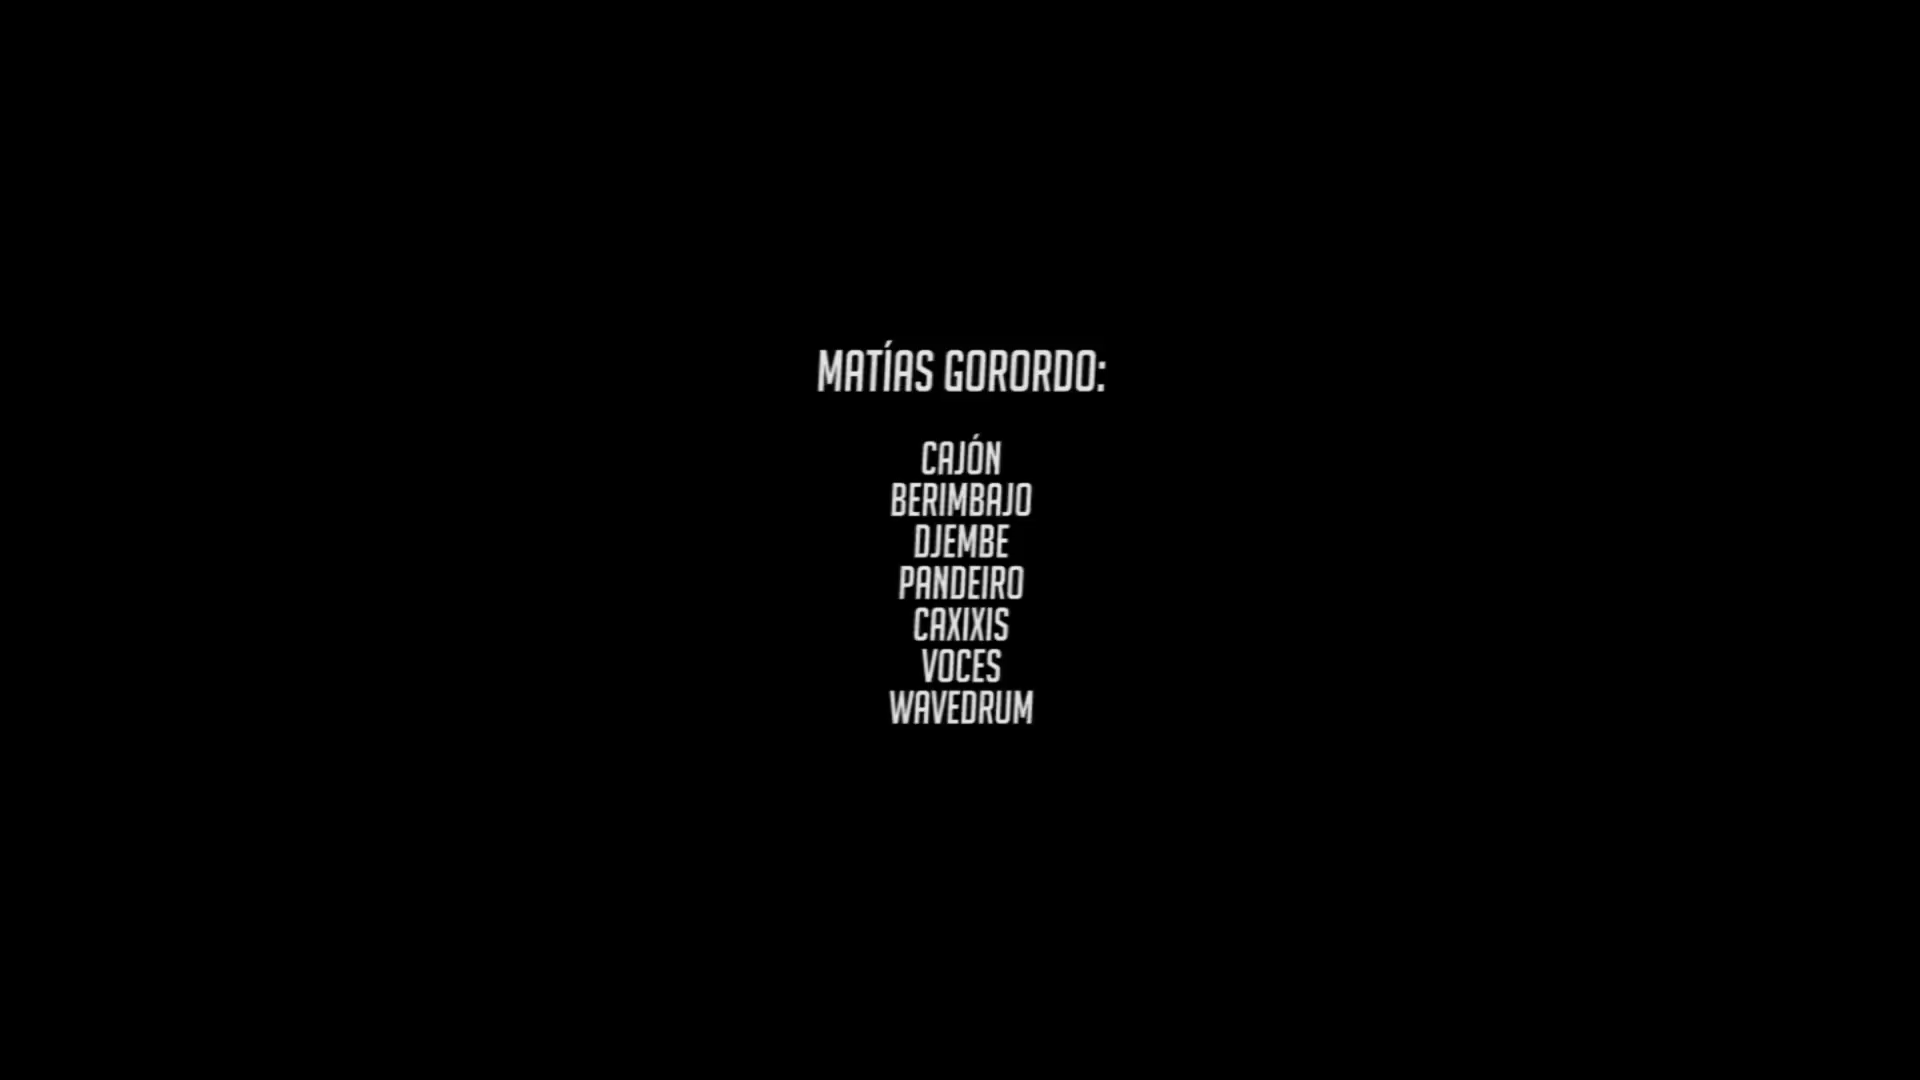 MATÍAS GORORDO:
CAJÓN
BERIMBAJO
DJEMBE
PANDEIRO
CAXIXIS
VOCES
WAVEDRUM